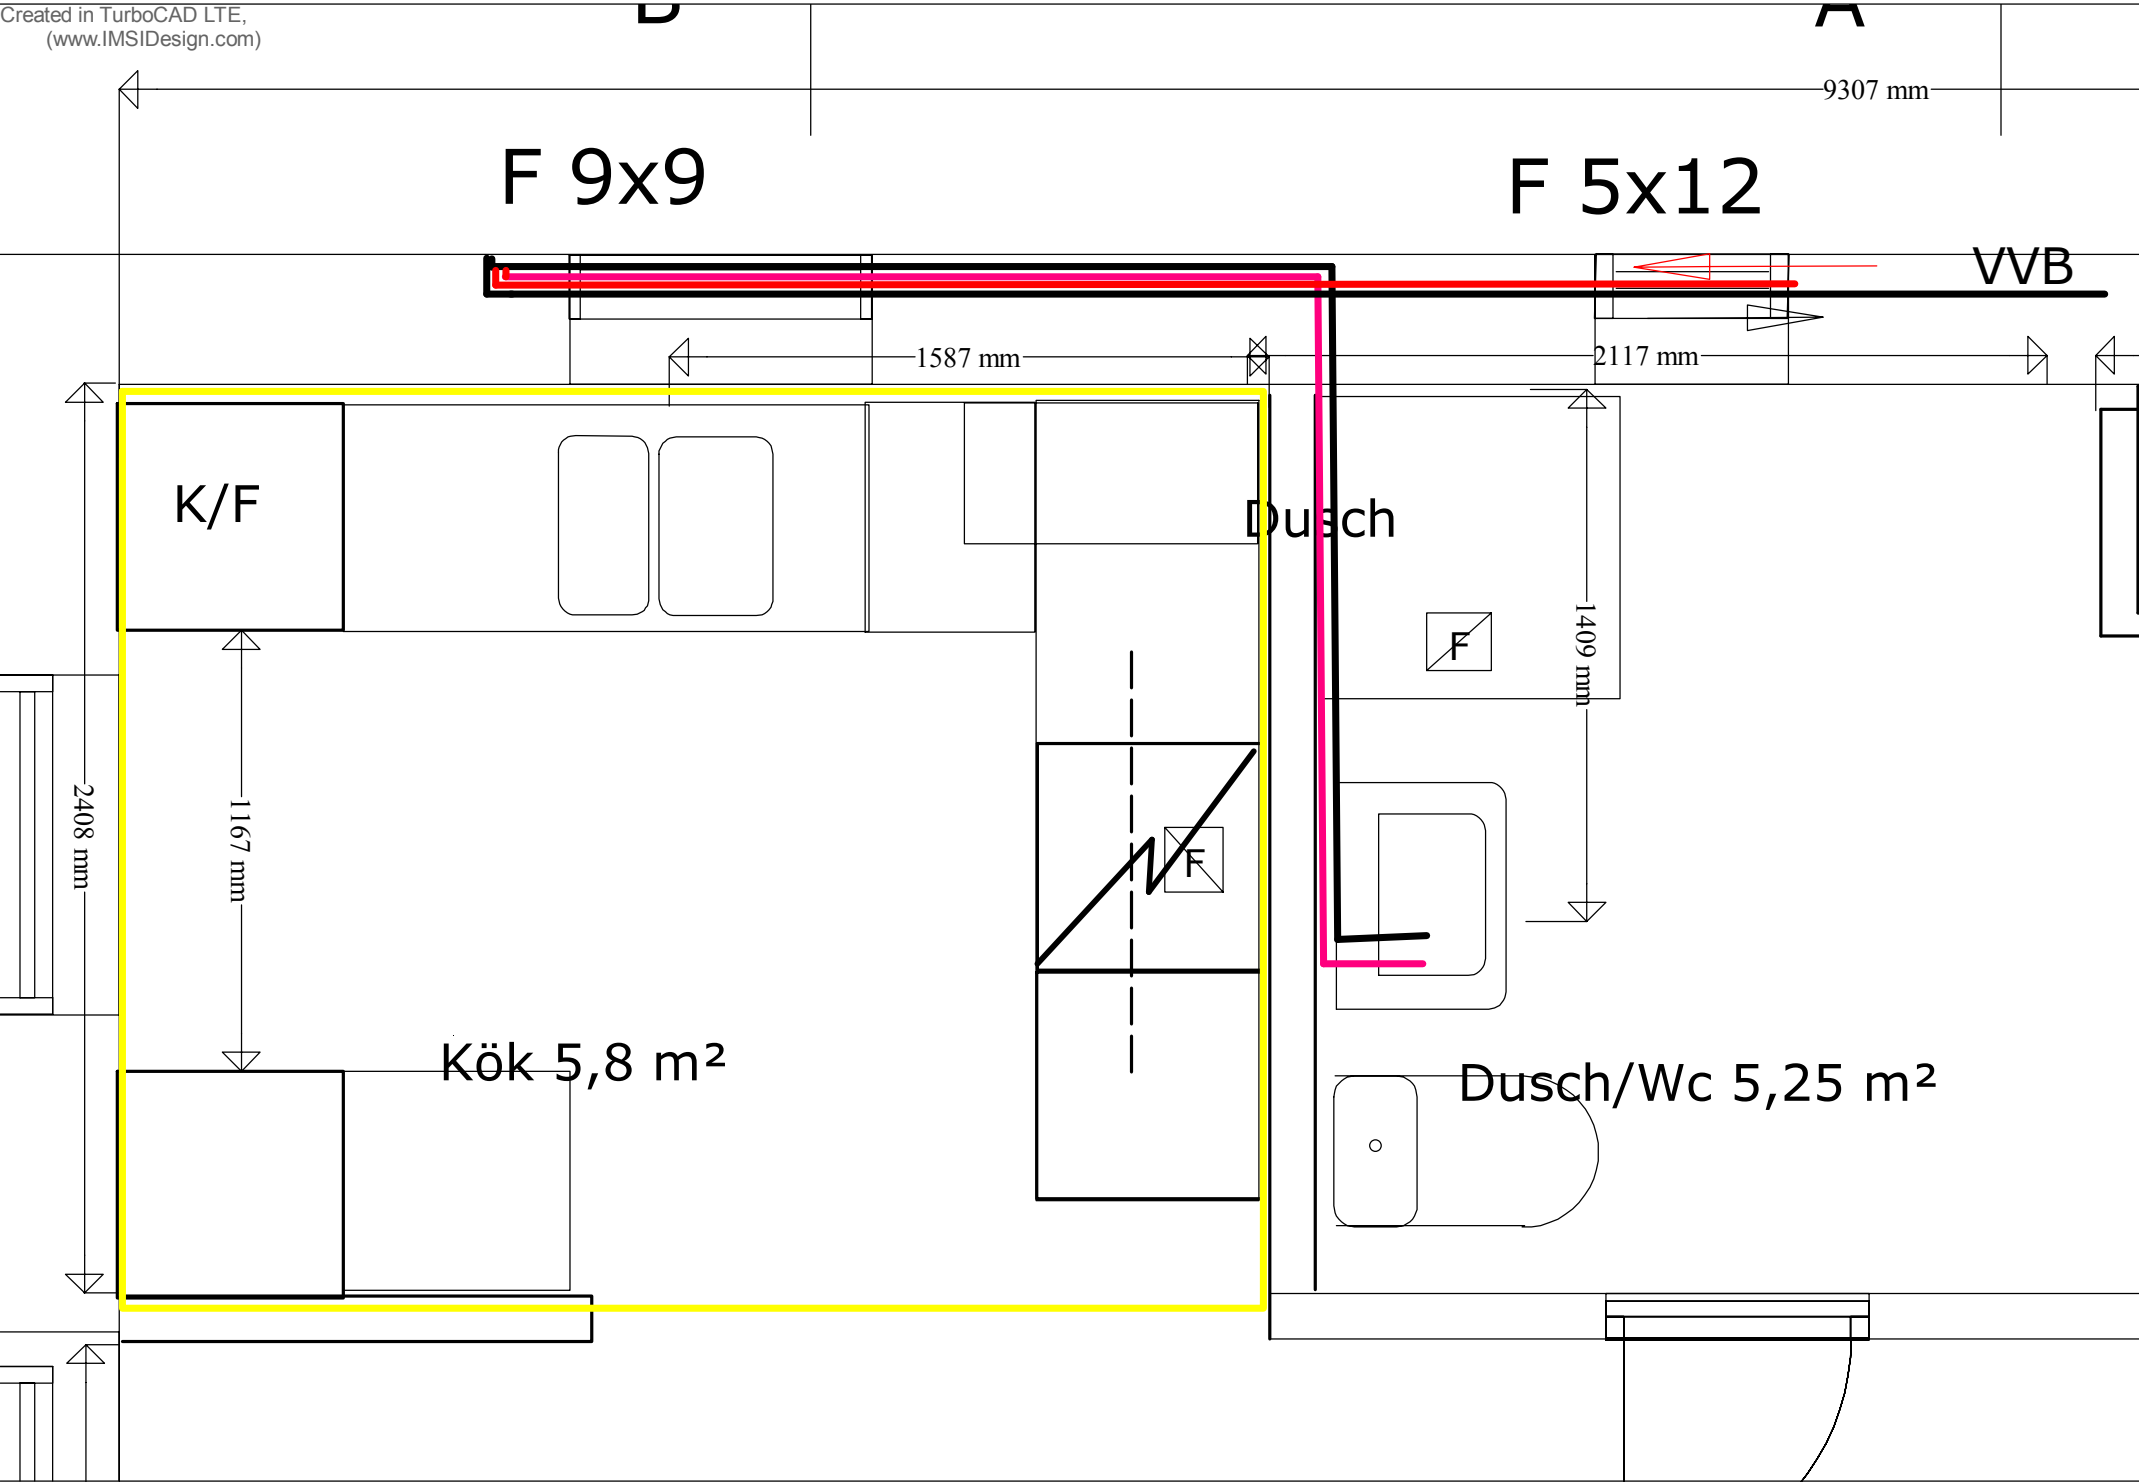 Created in TurboCAD LTE,
(www.IMSIDesign.com)
B
A
9307 mm
F 9x9
F 5x12
VVB
1587 mm
2117 mm
K/F
Dusch
F
1409 mm
2408 mm
1167 mm
F
Kök 5,8 m²
Dusch/Wc 5,25 m²